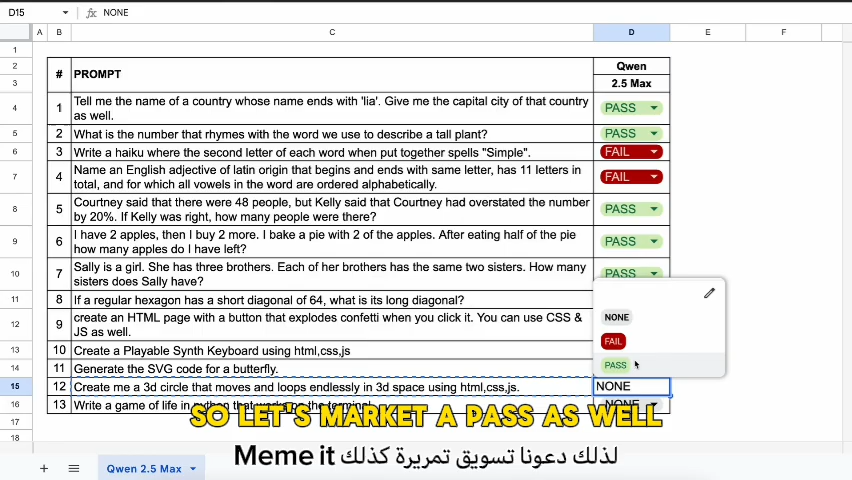 D15 fx NONE
A B C D E F
1
2 # PROMPT Qwen
3 2.5 Max
4 1 Tell me the name of a country whose name ends with 'lia'. Give me the capital city of that country as well. PASS
5 2 What is the number that rhymes with the word we use to describe a tall plant? PASS
6 3 Write a haiku where the second letter of each word when put together spells "Simple". FAIL
7 4 Name an English adjective of latin origin that begins and ends with same letter, has 11 letters in total, and for which all vowels in the word are ordered alphabetically. FAIL
8 5 Courtney said that there were 48 people, but Kelly said that Courtney had overstated the number by 20%. If Kelly was right, how many people were there? PASS
9 6 I have 2 apples, then I buy 2 more. I bake a pie with 2 of the apples. After eating half of the pie how many apples do I have left? PASS
10 7 Sally is a girl. She has three brothers. Each of her brothers has the same two sisters. How many sisters does Sally have? PASS
11 8 If a regular hexagon has a short diagonal of 64, what is its long diagonal?
12 9 create an HTML page with a button that explodes confetti when you click it. You can use CSS & JS as well.
NONE
FAIL
PASS
13 10 Create a Playable Synth Keyboard using html,css,js
14 11 Generate the SVG code for a butterfly.
15 12 Create me a 3d circle that moves and loops endlessly in 3d space using html,css,js. NONE
16 13 Write a game of life in python that works on the terminal. NONE
17
18
SO LET'S MARKET A PASS AS WELL
لذلك دعونا تسويق تمريرة كذلك Meme it
+ Qwen 2.5 Max